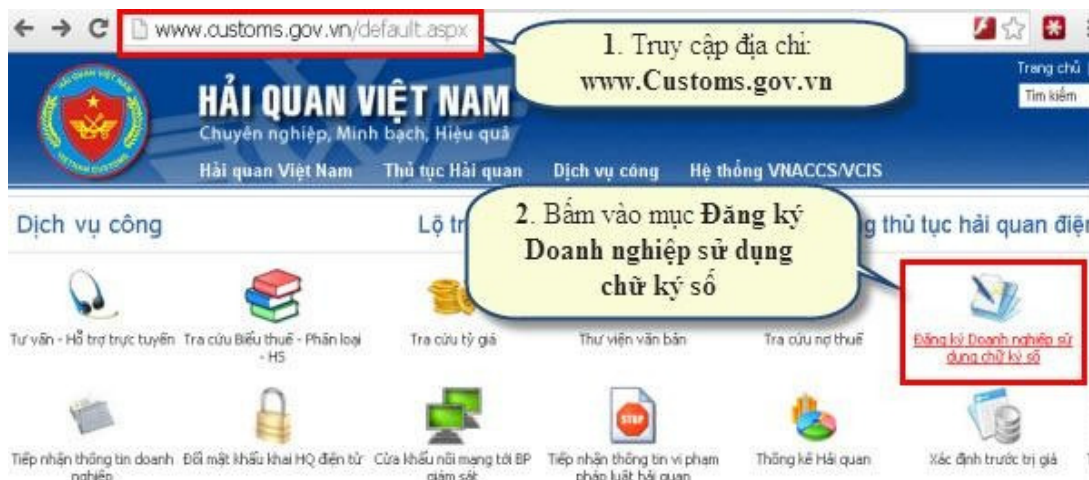 www.customs.gov.vn/default.aspx
1. Truy cập địa chỉ:
www.Customs.gov.vn
Trang chủ
Tìm kiếm
HẢI QUAN VIỆT NAM
Chuyên nghiệp, Minh bạch, Hiệu quả
Hải quan Việt Nam Thủ tục Hải quan Dịch vụ công Hệ thống VNACCS/VCIS
2. Bấm vào mục Đăng ký
Doanh nghiệp sử dụng
chữ ký số
Dịch vụ công
Lộ tr
g thủ tục hải quan điện
Tư vấn - Hỗ trợ trực tuyến Tra cứu Biểu thuế - Phân loại Tra cứu tỷ giá Thư viện văn bản Tra cứu nợ thuế Đăng ký Doanh nghiệp sử
- HS dụng chữ ký số
STOP
Tiếp nhận thông tin doanh Đổi mật khẩu khai HQ điện tử Cửa khẩu nối mạng tới BP Tiếp nhận thông tin vi phạm Thống kê Hải quan Xác định trước trị giá
nghiệp giám sát pháp luật hải quan